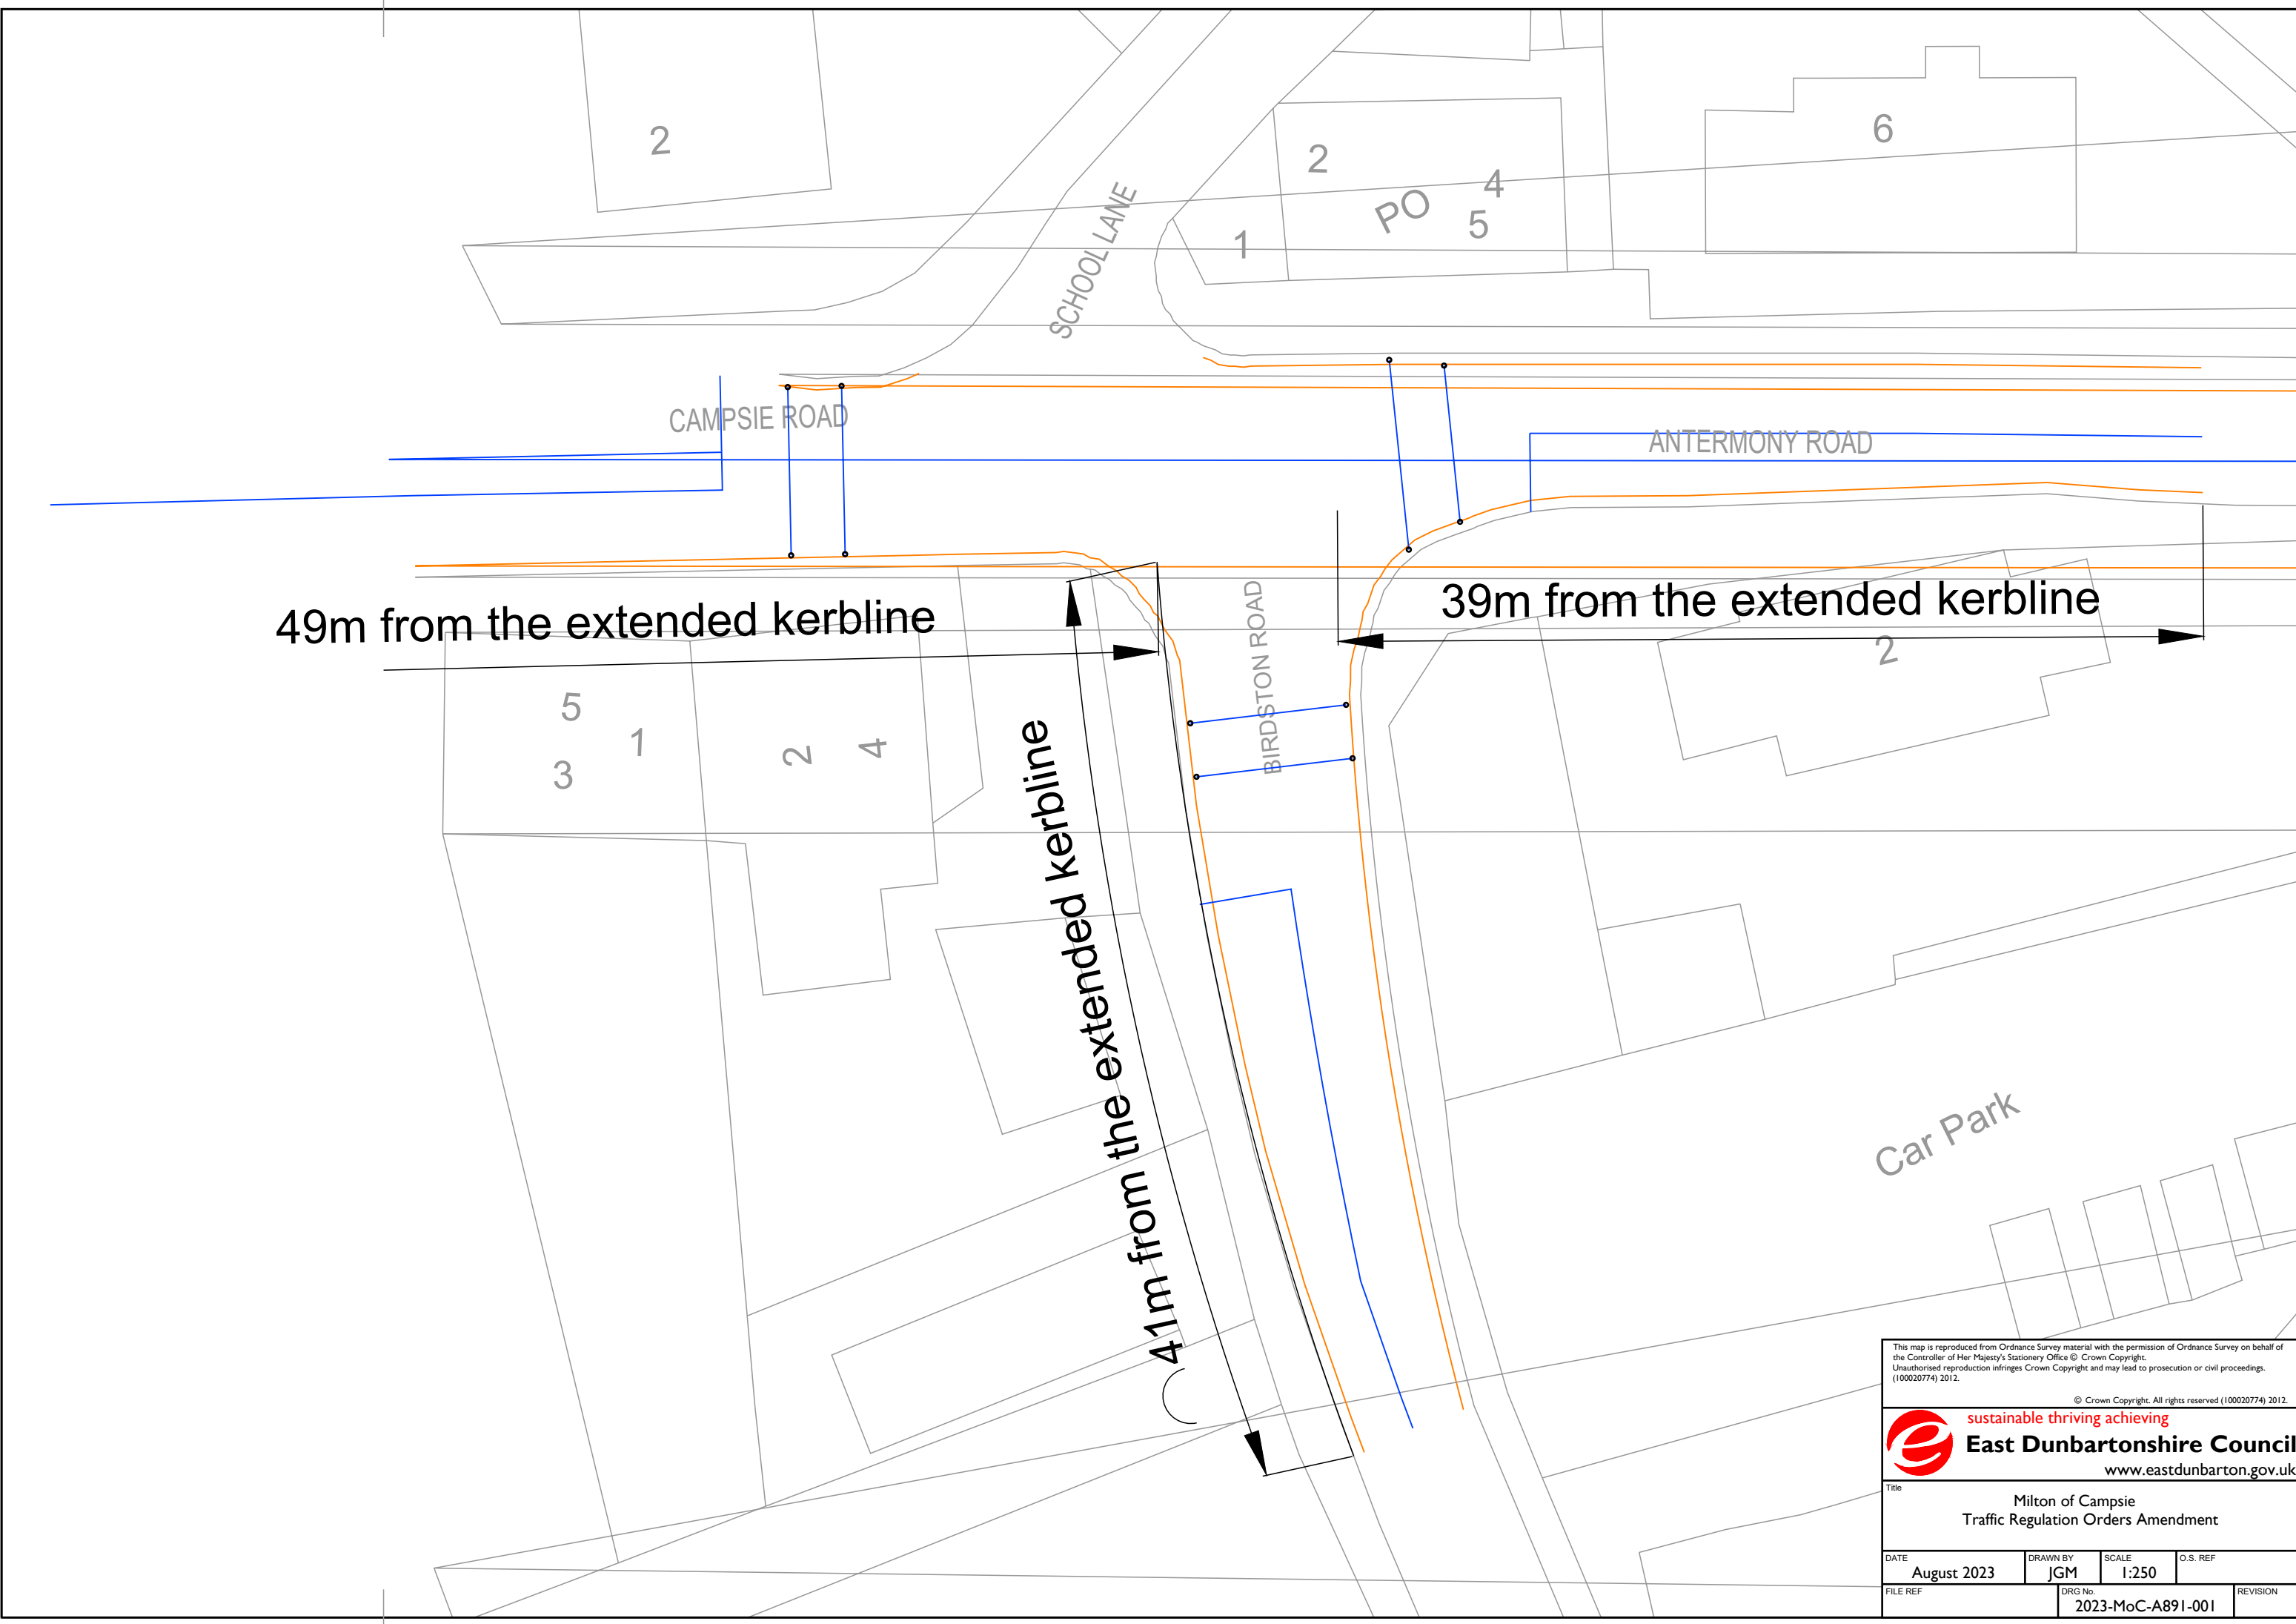 2
6
2
4
PO
5
1
SCHOOL LANE
CAMPSIE ROAD
ANTERMONY ROAD
49m from the extended kerbline
39m from the extended kerbline
BIRDSTON ROAD
2
5
1
3
2
4
41m from the extended kerbline
Car Park
This map is reproduced from Ordnance Survey material with the permission of Ordnance Survey on behalf of
the Controller of Her Majesty's Stationery Office © Crown Copyright.
Unauthorised reproduction infringes Crown Copyright and may lead to prosecution or civil proceedings.
(100020774) 2012.
© Crown Copyright. All rights reserved (100020774) 2012.
sustainable thriving achieving
East Dunbartonshire Council
www.eastdunbarton.gov.uk
Title
Milton of Campsie
Traffic Regulation Orders Amendment
DATE
August 2023
DRAWN BY
JGM
SCALE
1:250
O.S. REF
FILE REF
DRG No.
2023-MoC-A891-001
REVISION